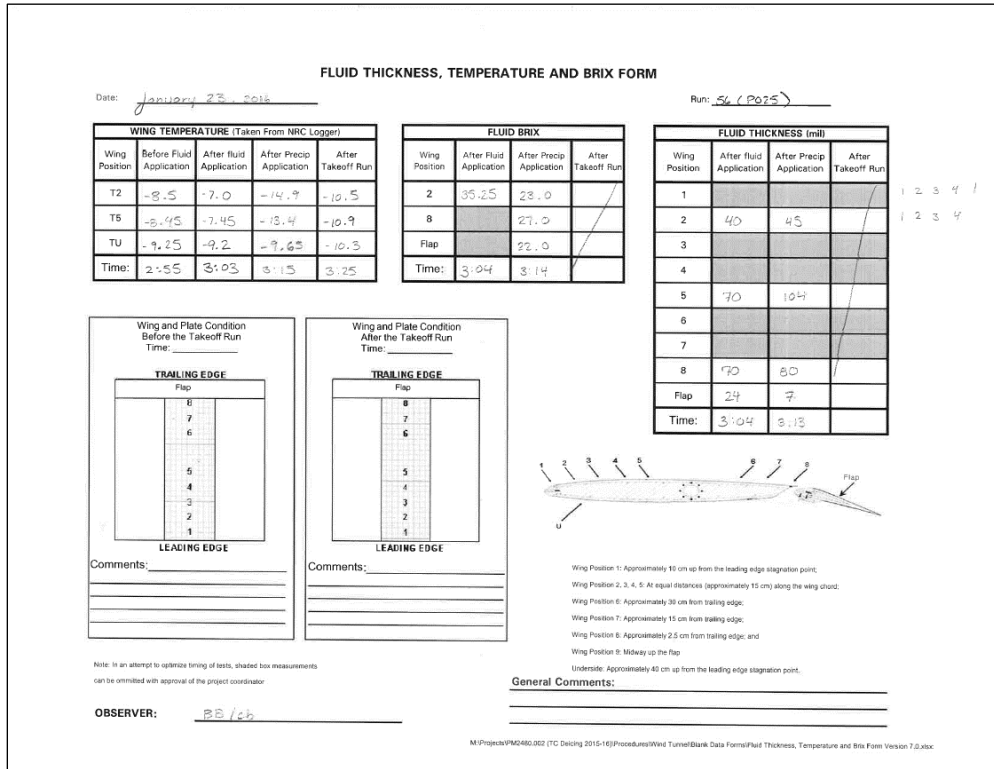 FLUID THICKNESS, TEMPERATURE AND BRIX FORM
Date: January 23, 2016
Run: 56 (P025)
WING TEMPERATURE (Taken From NRC Logger)
Wing Position Before Fluid Application After fluid Application After Precip Application After Takeoff Run
T2 -8.5 -7.0 -14.9 -10.5
T5 -8.45 -7.45 -13.4 -10.9
TU -9.25 -9.2 -9.65 -10.3
Time: 2:55 3:03 3:15 3:25
FLUID BRIX
Wing Position After Fluid Application After Precip Application After Takeoff Run
2 35.25 23.0
8 27.0
Flap 22.0
Time: 3:04 3:14
FLUID THICKNESS (mil)
Wing Position After fluid Application After Precip Application After Takeoff Run
1
2 40 45
3
4
5 70 104
6
7
8 70 80
Flap 24 7
Time: 3:04 3:13
1 2 3 4
1 2 3 4
Wing and Plate Condition
Before the Takeoff Run
Time:
TRAILING EDGE
Flap
8
7
6
5
4
3
2
1
LEADING EDGE
Comments:
Wing and Plate Condition
After the Takeoff Run
Time:
TRAILING EDGE
Flap
8
7
6
5
4
3
2
1
LEADING EDGE
Comments:
1 2 3 4 5 6 7 8
Flap
U
Wing Position 1: Approximately 10 cm up from the leading edge stagnation point;
Wing Position 2, 3, 4, 5: At equal distances (approximately 15 cm) along the wing chord;
Wing Position 6: Approximately 30 cm from trailing edge;
Wing Position 7: Approximately 15 cm from trailing edge;
Wing Position 8: Approximately 2.5 cm from trailing edge; and
Wing Position 9: Midway up the flap
Underside: Approximately 40 cm up from the leading edge stagnation point.
General Comments:
Note: In an attempt to optimize timing of tests, shaded box measurements
can be ommitted with approval of the project coordinator
OBSERVER: BB/cb
M:\Projects\PM2480.002 (TC Deicing 2015-16)\Procedures\Wind Tunnel\Blank Data Forms\Fluid Thickness, Temperature and Brix Form Version 7.0.xlsx